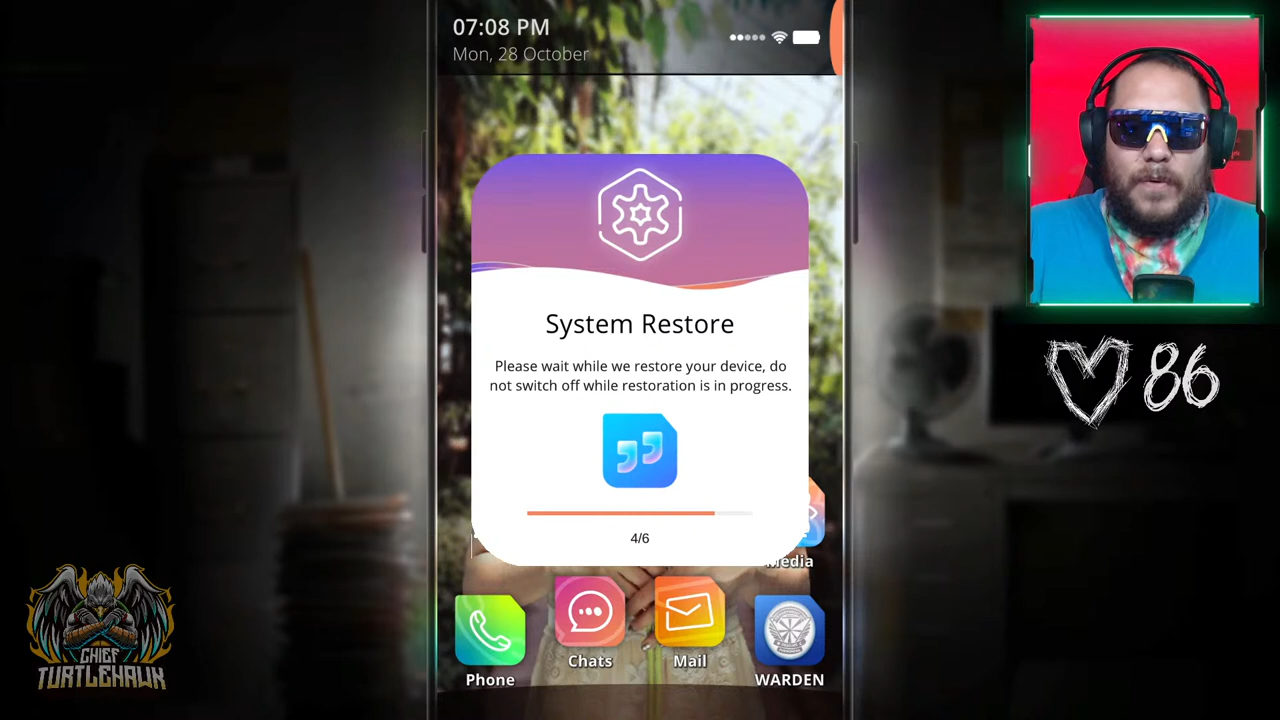 07:08 PM
Mon, 28 October
System Restore
Please wait while we restore your device, do
not switch off while restoration is in progress.
4/6
Media
Phone
Chats
Mail
WARDEN
86
CHIEF
TURTLEHAWK